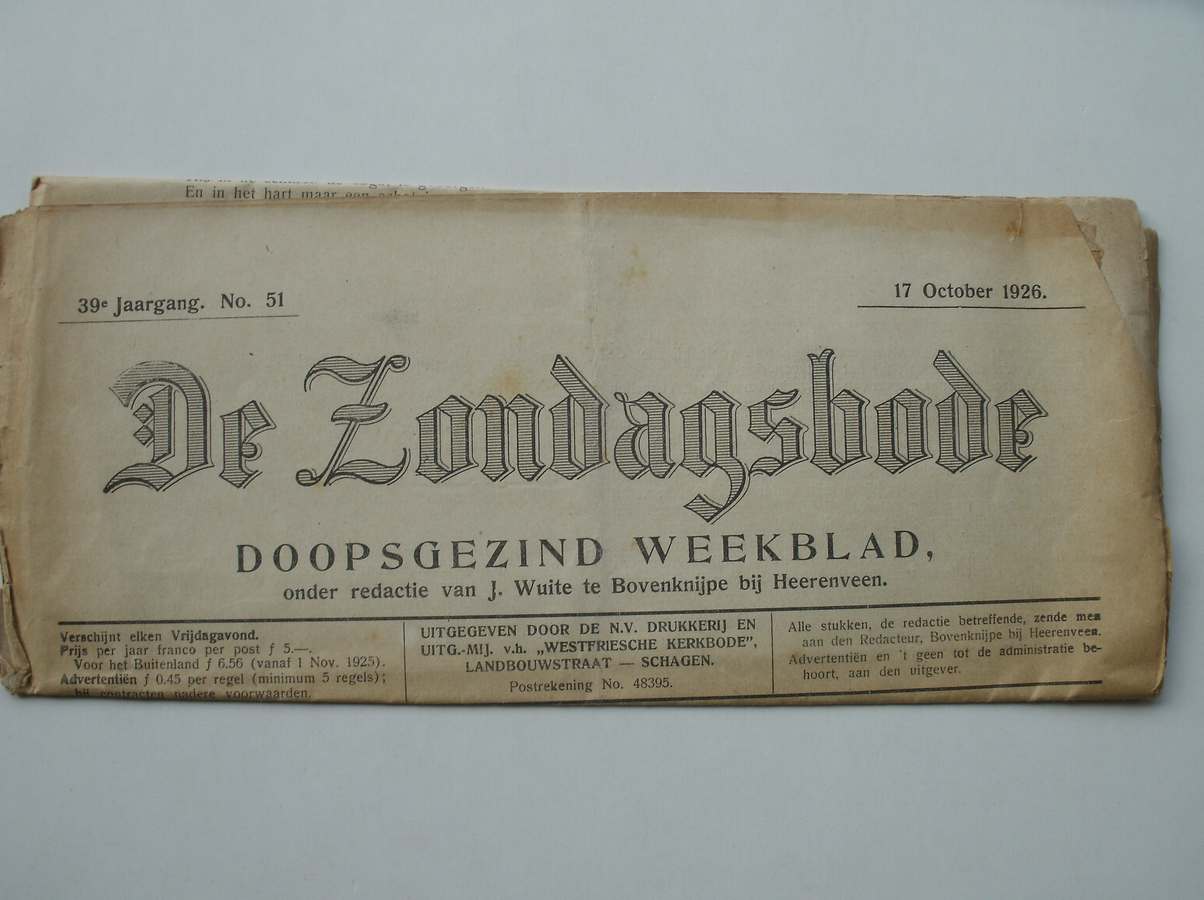 En in het hart maar een
39e Jaargang. No. 51
17 October 1926.
De Zondagsbode
DOOPSGEZIND WEEKBLAD,
onder redactie van J. Wuite te Bovenknijpe bij Heerenveen.
Verschijnt elken Vrijdagavond.
Prijs per jaar franco per post ƒ 5.—.
Voor het Buitenland ƒ 6.56 (vanaf 1 Nov. 1925).
Advertentiën ƒ 0.45 per regel (minimum 5 regels);
bij contracten nadere voorwaarden.
UITGEGEVEN DOOR DE N.V. DRUKKERIJ EN
UITG.-MIJ. v.h. „WESTFRIESCHE KERKBODE”,
LANDBOUWSTRAAT — SCHAGEN.
Postrekening No. 48395.
Alle stukken, de redactie betreffende, zende men
aan den Redacteur, Bovenknijpe bij Heerenveen.
Advertentiën en 't geen tot de administratie be-
hoort, aan den uitgever.